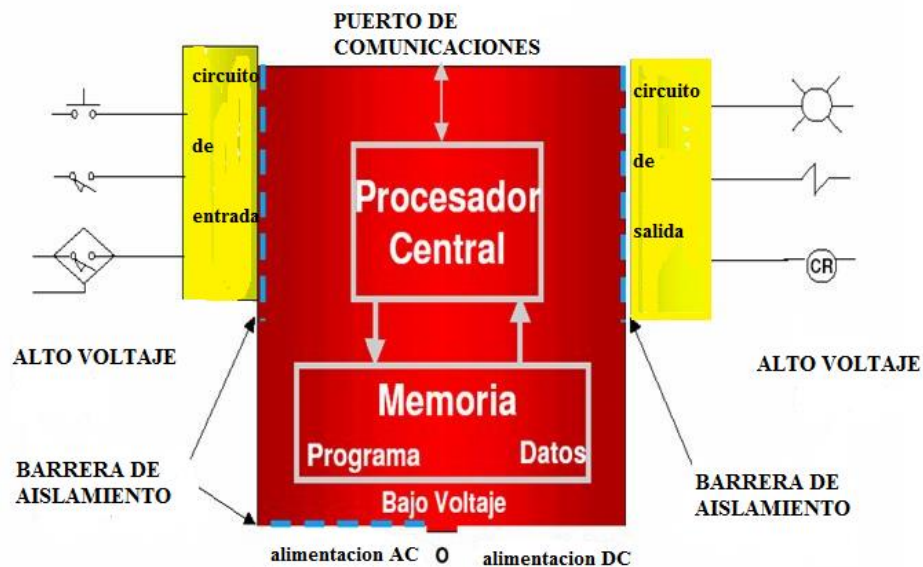 PUERTO DE
COMUNICACIONES
circuito
de
entrada
Procesador
Central
circuito
de
salida
CR
ALTO VOLTAJE
ALTO VOLTAJE
Memoria
Programa
Datos
BARRERA DE
AISLAMIENTO
BARRERA DE
AISLAMIENTO
Bajo Voltaje
alimentacion AC O alimentacion DC